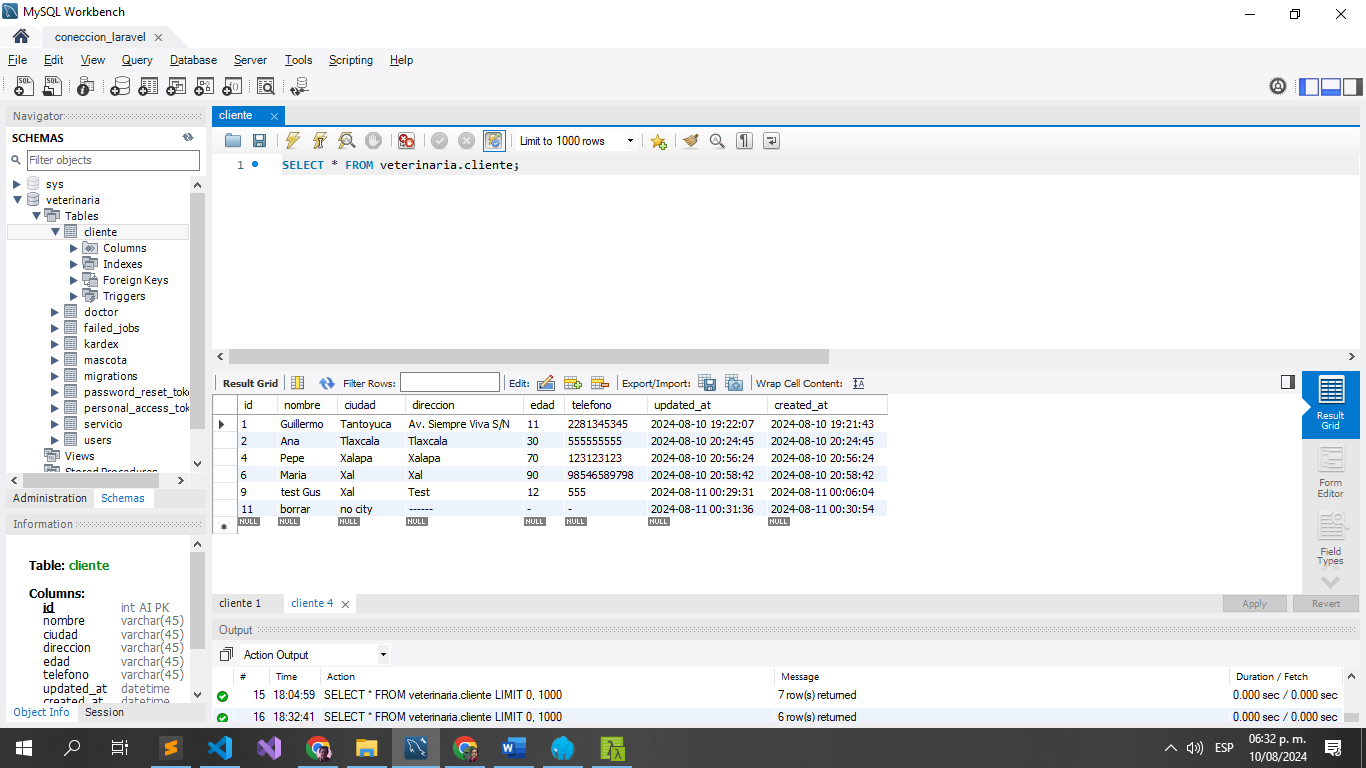 MySQL Workbench
coneccion_laravel
File Edit View Query Database Server Tools Scripting Help
Navigator
SCHEMAS
Filter objects
sys
veterinaria
Tables
cliente
Columns
Indexes
Foreign Keys
Triggers
doctor
failed_jobs
kardex
mascota
migrations
password_reset_toke
personal_access_tok
servicio
users
Views
Stored Procedures
Administration Schemas
Information
Table: cliente
Columns:
id int AI PK
nombre varchar(45)
ciudad varchar(45)
direccion varchar(45)
edad varchar(45)
telefono varchar(45)
updated_at datetime
created_at datetime
Object Info Session
cliente
Limit to 1000 rows
1 SELECT * FROM veterinaria.cliente;
Result Grid Filter Rows: Edit: Export/Import: Wrap Cell Content:
id nombre ciudad direccion edad telefono updated_at created_at
1 Guillermo Tantoyuca Av. Siempre Viva S/N 11 2281345345 2024-08-10 19:22:07 2024-08-10 19:21:43
2 Ana Tlaxcala Tlaxcala 30 555555555 2024-08-10 20:24:45 2024-08-10 20:24:45
4 Pepe Xalapa Xalapa 70 123123123 2024-08-10 20:56:24 2024-08-10 20:56:24
6 Maria Xal Xal 90 98546589798 2024-08-10 20:58:42 2024-08-10 20:58:42
9 test Gus Xal Test 12 555 2024-08-11 00:29:31 2024-08-11 00:06:04
11 borrar no city ------ - - 2024-08-11 00:31:36 2024-08-11 00:30:54
NULL NULL NULL NULL NULL NULL NULL NULL
Result
Grid
Form
Editor
Field
Types
cliente 1 cliente 4
Apply Revert
Output
Action Output
# Time Action Message Duration / Fetch
15 18:04:59 SELECT * FROM veterinaria.cliente LIMIT 0, 1000 7 row(s) returned 0.000 sec / 0.000 sec
16 18:32:41 SELECT * FROM veterinaria.cliente LIMIT 0, 1000 6 row(s) returned 0.000 sec / 0.000 sec
ESP
06:32 p. m.
10/08/2024